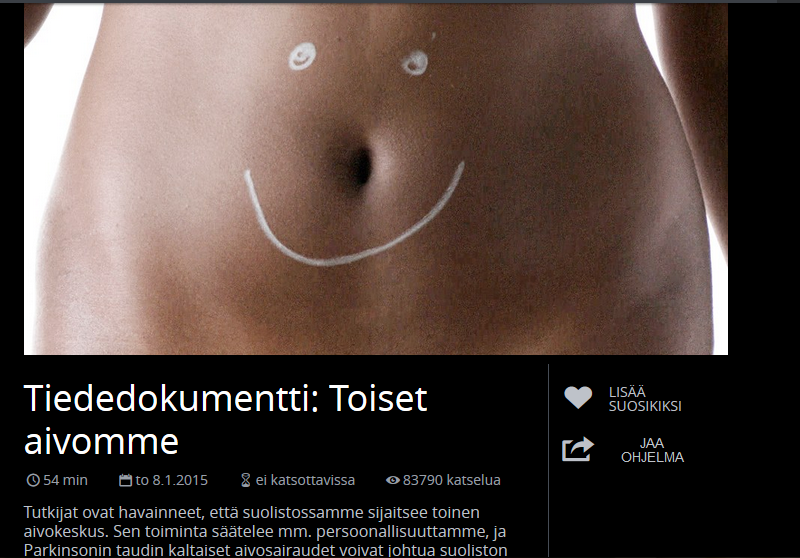 Tiededokumentti: Toiset
aivomme
54 min to 8.1.2015 ei katsottavissa 83790 katselua
Tutkijat ovat havainneet, että suolistossamme sijaitsee toinen
aivokeskus. Sen toiminta säätelee mm. persoonallisuuttamme, ja
Parkinsonin taudin kaltaiset aivosairaudet voivat johtua suoliston
LISÄÄ
SUOSIKIKSI
JAA
OHJELMA